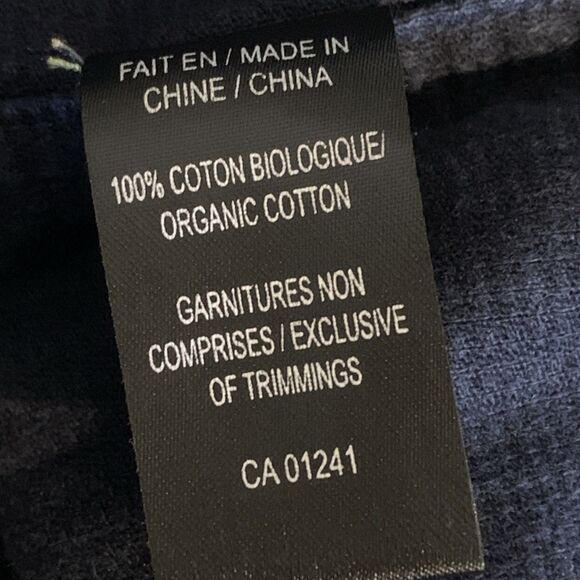 FAIT EN / MADE IN
CHINE / CHINA
100% COTON BIOLOGIQUE/
ORGANIC COTTON
GARNITURES NON
COMPRISES / EXCLUSIVE
OF TRIMMINGS
CA 01241